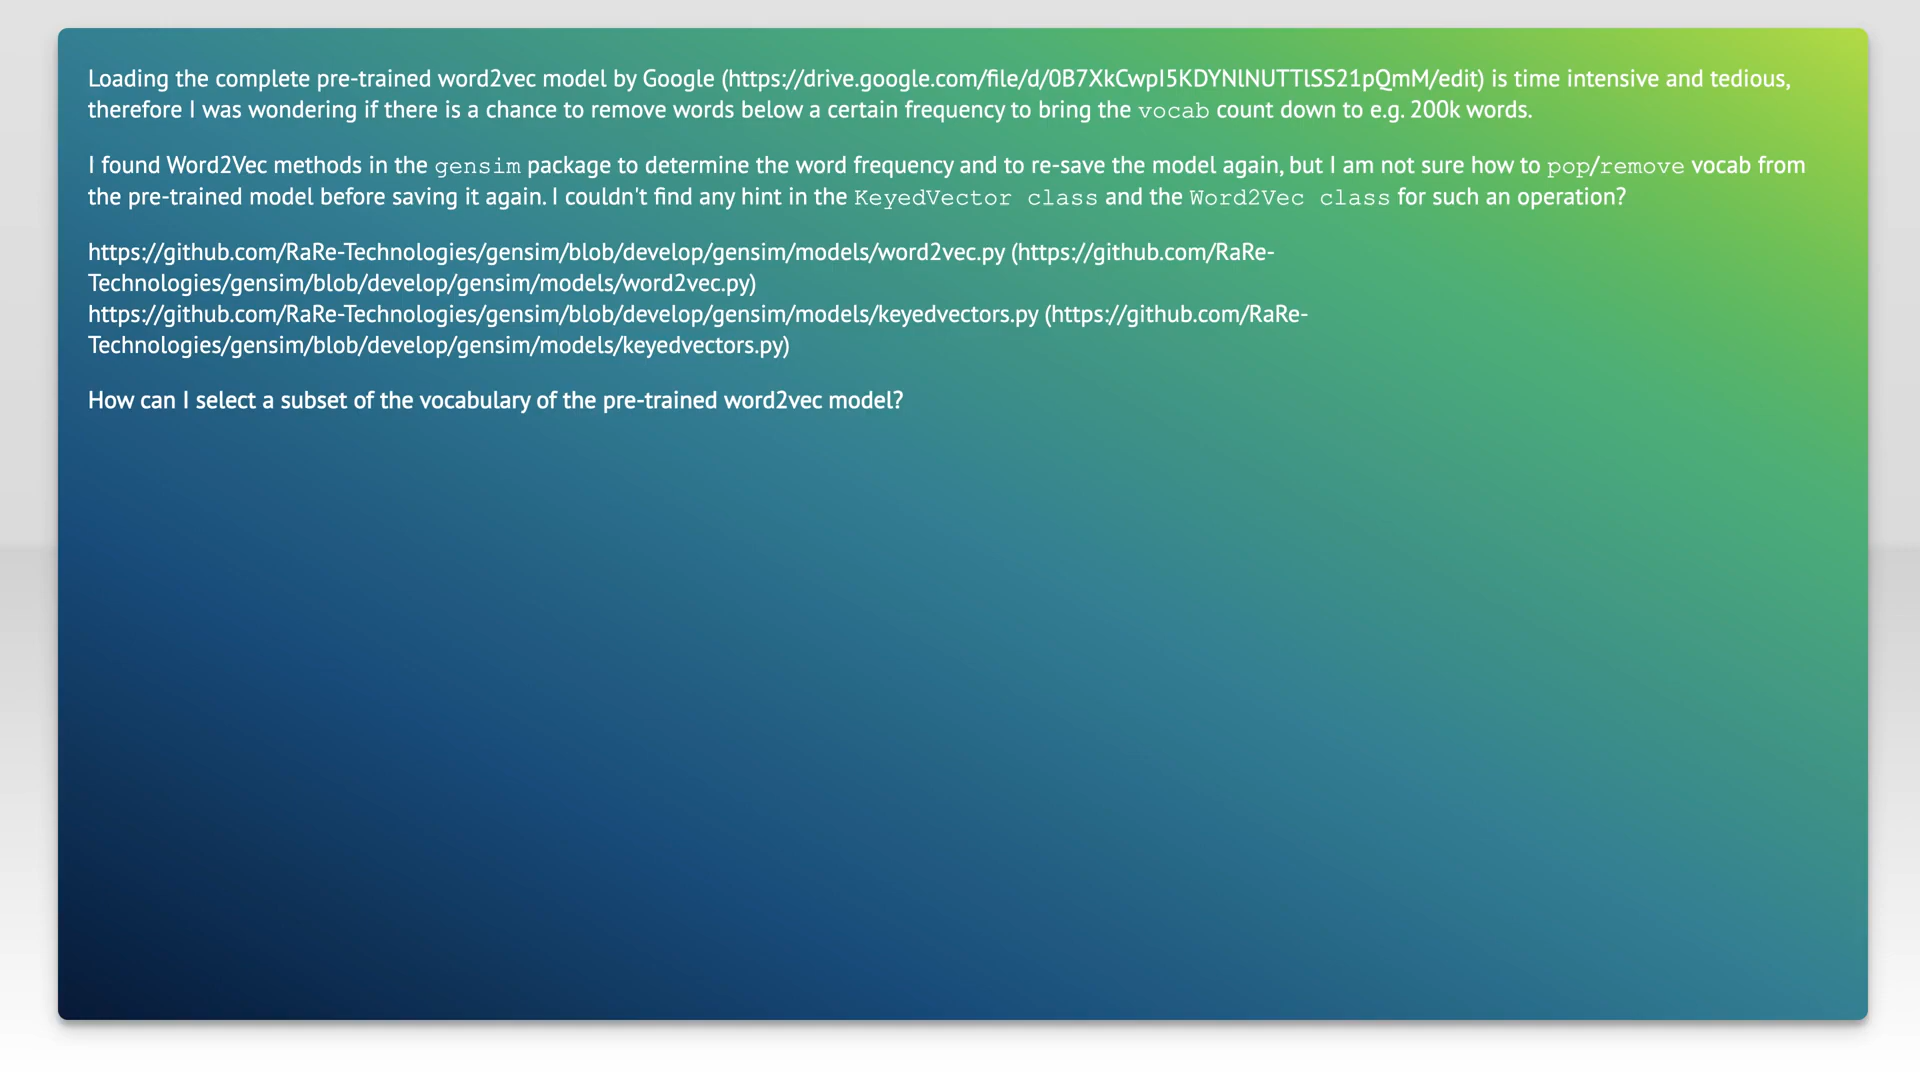 Loading the complete pre-trained word2vec model by Google (https://drive.google.com/file/d/0B7XkCwpI5KDYNlNUTTlSS21pQmM/edit) is time intensive and tedious,
therefore I was wondering if there is a chance to remove words below a certain frequency to bring the vocab count down to e.g. 200k words.
I found Word2Vec methods in the gensim package to determine the word frequency and to re-save the model again, but I am not sure how to pop/remove vocab from
the pre-trained model before saving it again. I couldn't find any hint in the KeyedVector class and the Word2Vec class for such an operation?
https://github.com/RaRe-Technologies/gensim/blob/develop/gensim/models/word2vec.py (https://github.com/RaRe-
Technologies/gensim/blob/develop/gensim/models/word2vec.py)
https://github.com/RaRe-Technologies/gensim/blob/develop/gensim/models/keyedvectors.py (https://github.com/RaRe-
Technologies/gensim/blob/develop/gensim/models/keyedvectors.py)
How can I select a subset of the vocabulary of the pre-trained word2vec model?